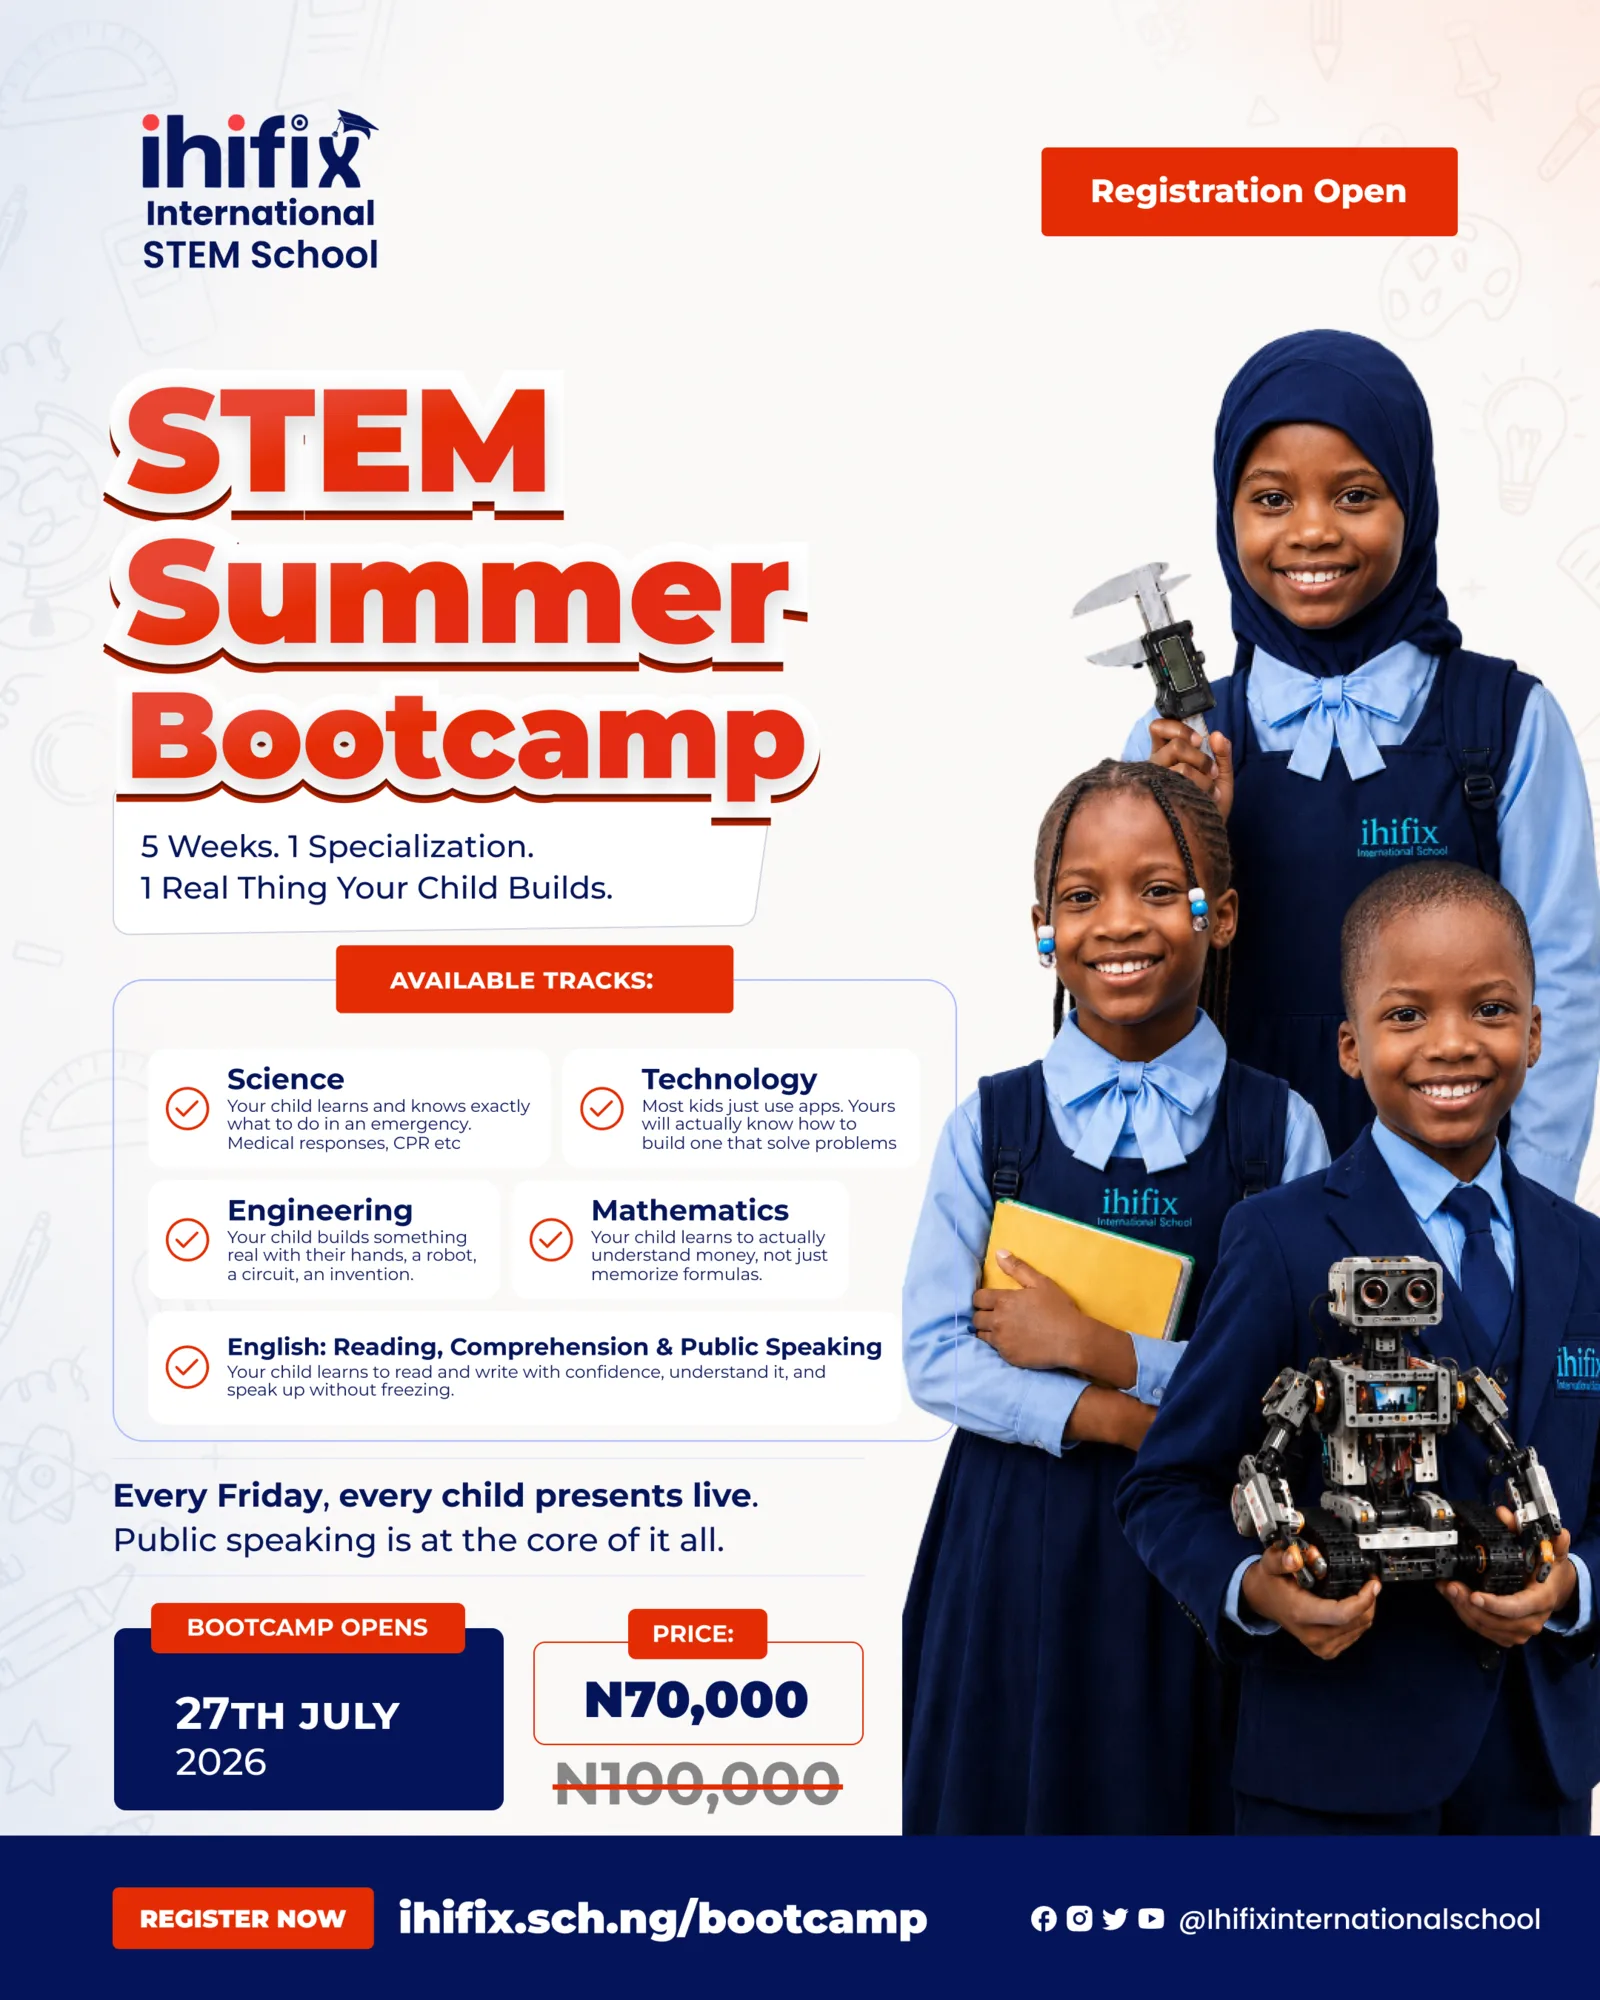 ihifix
International
STEM School
Registration Open
STEM
Summer
Bootcamp
5 Weeks. 1 Specialization.
1 Real Thing Your Child Builds.
AVAILABLE TRACKS:
Science
Your child learns and knows exactly
what to do in an emergency.
Medical responses, CPR etc
Technology
Most kids just use apps. Yours
will actually know how to
build one that solve problems
Engineering
Your child builds something
real with their hands, a robot,
a circuit, an invention.
Mathematics
Your child learns to actually
understand money, not just
memorize formulas.
English: Reading, Comprehension & Public Speaking
Your child learns to read and write with confidence, understand it, and
speak up without freezing.
Every Friday, every child presents live.
Public speaking is at the core of it all.
BOOTCAMP OPENS
27TH JULY
2026
PRICE:
N70,000
N100,000
ihifix
International School
ihifix
International School
ihifix
REGISTER NOW
ihifix.sch.ng/bootcamp
@Ihifixinternationalschool